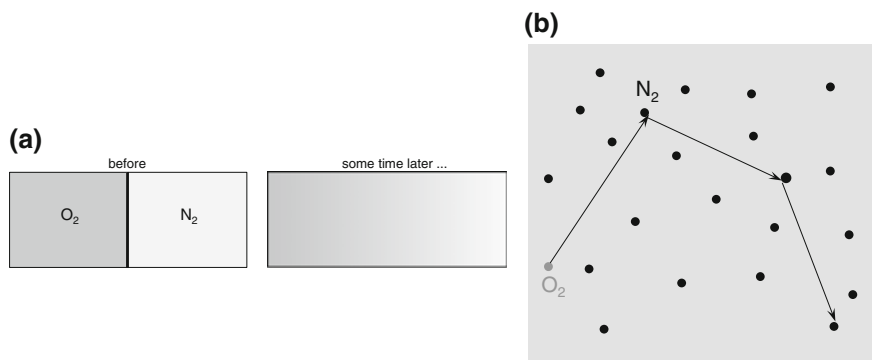 (a)
before
some time later ...
O₂
N₂
(b)
N₂
O₂